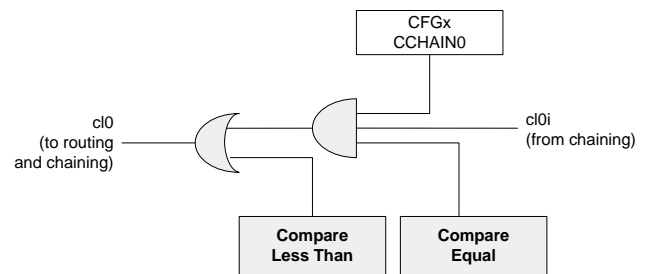 CFGx
CCHAIN0
cl0
(to routing
and chaining)
cl0i
(from chaining)
Compare
Less Than
Compare
Equal